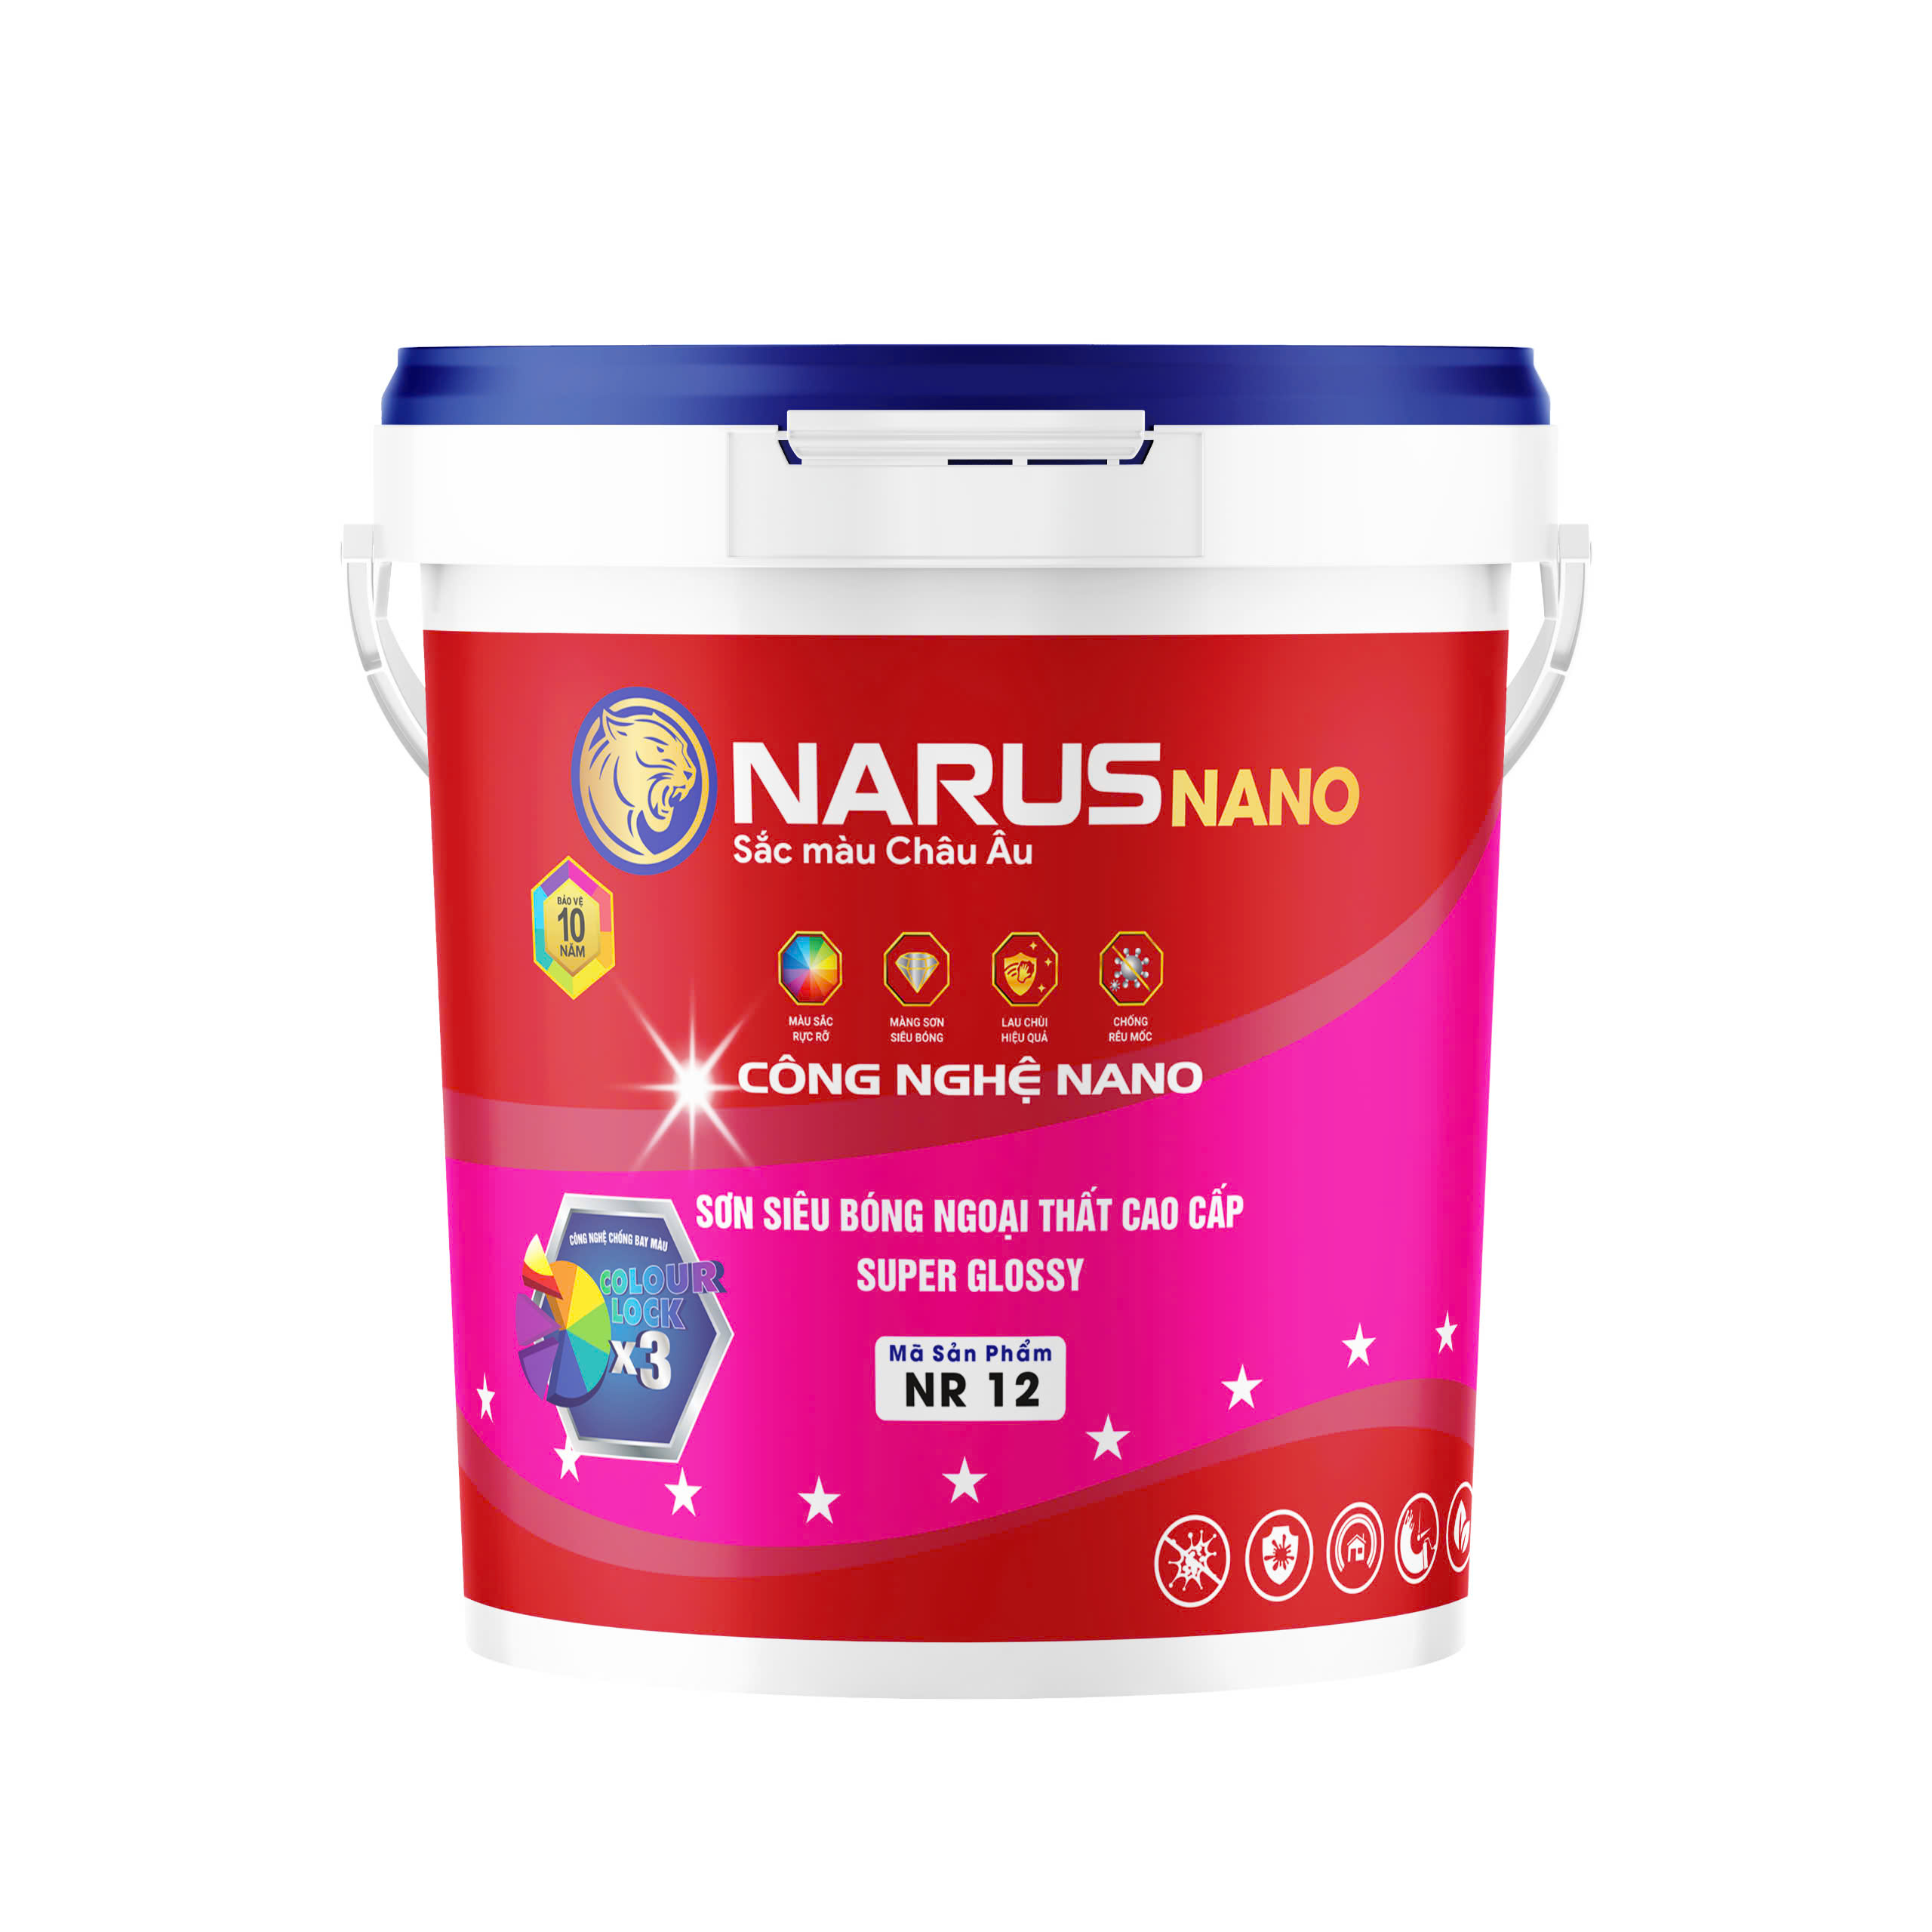 NARUS NANO
Sắc màu Châu Âu
BẢO VỆ
10
NĂM
MÀU SẮC
RỰC RỠ
MÀNG SƠN
SIÊU BÓNG
LAU CHÙI
HIỆU QUẢ
CHỐNG
RÊU MỐC
CÔNG NGHỆ NANO
SƠN SIÊU BÓNG NGOẠI THẤT CAO CẤP
SUPER GLOSSY
CÔNG NGHỆ CHỐNG BAY MÀU
COLOUR
LOCK
x3
Mã Sản Phẩm
NR 12